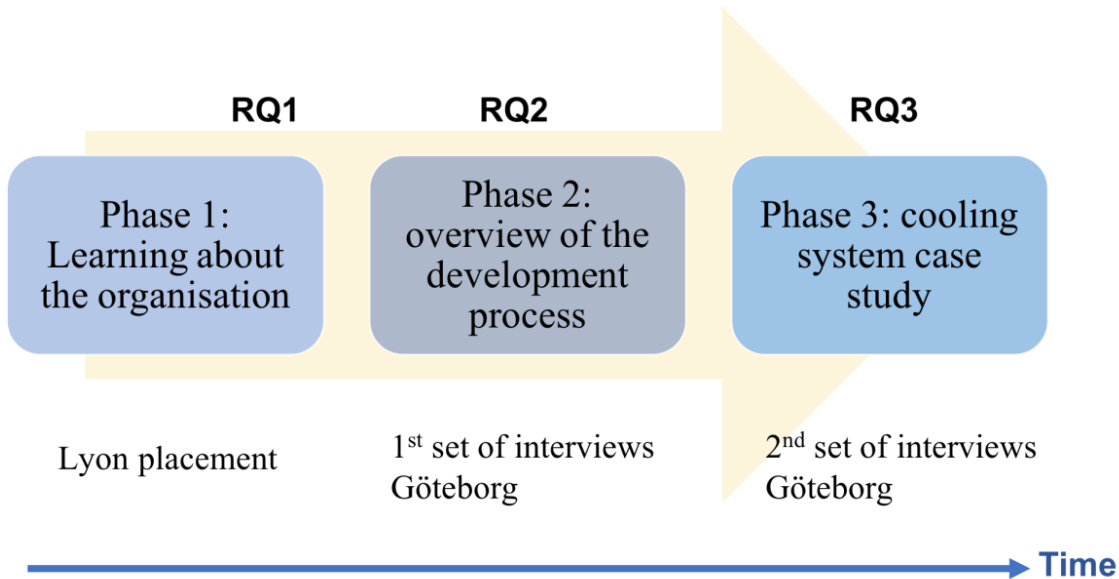 RQ1
RQ2
RQ3
Phase 1:
Learning about
the organisation
Phase 2:
overview of the
development
process
Phase 3: cooling
system case
study
Lyon placement
1st set of interviews
Göteborg
2nd set of interviews
Göteborg
Time